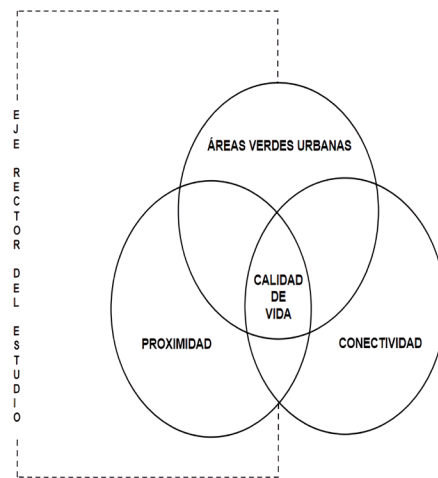 EJE RECTOR DEL ESTUDIO
ÁREAS VERDES URBANAS
CALIDAD
DE
VIDA
PROXIMIDAD
CONECTIVIDAD